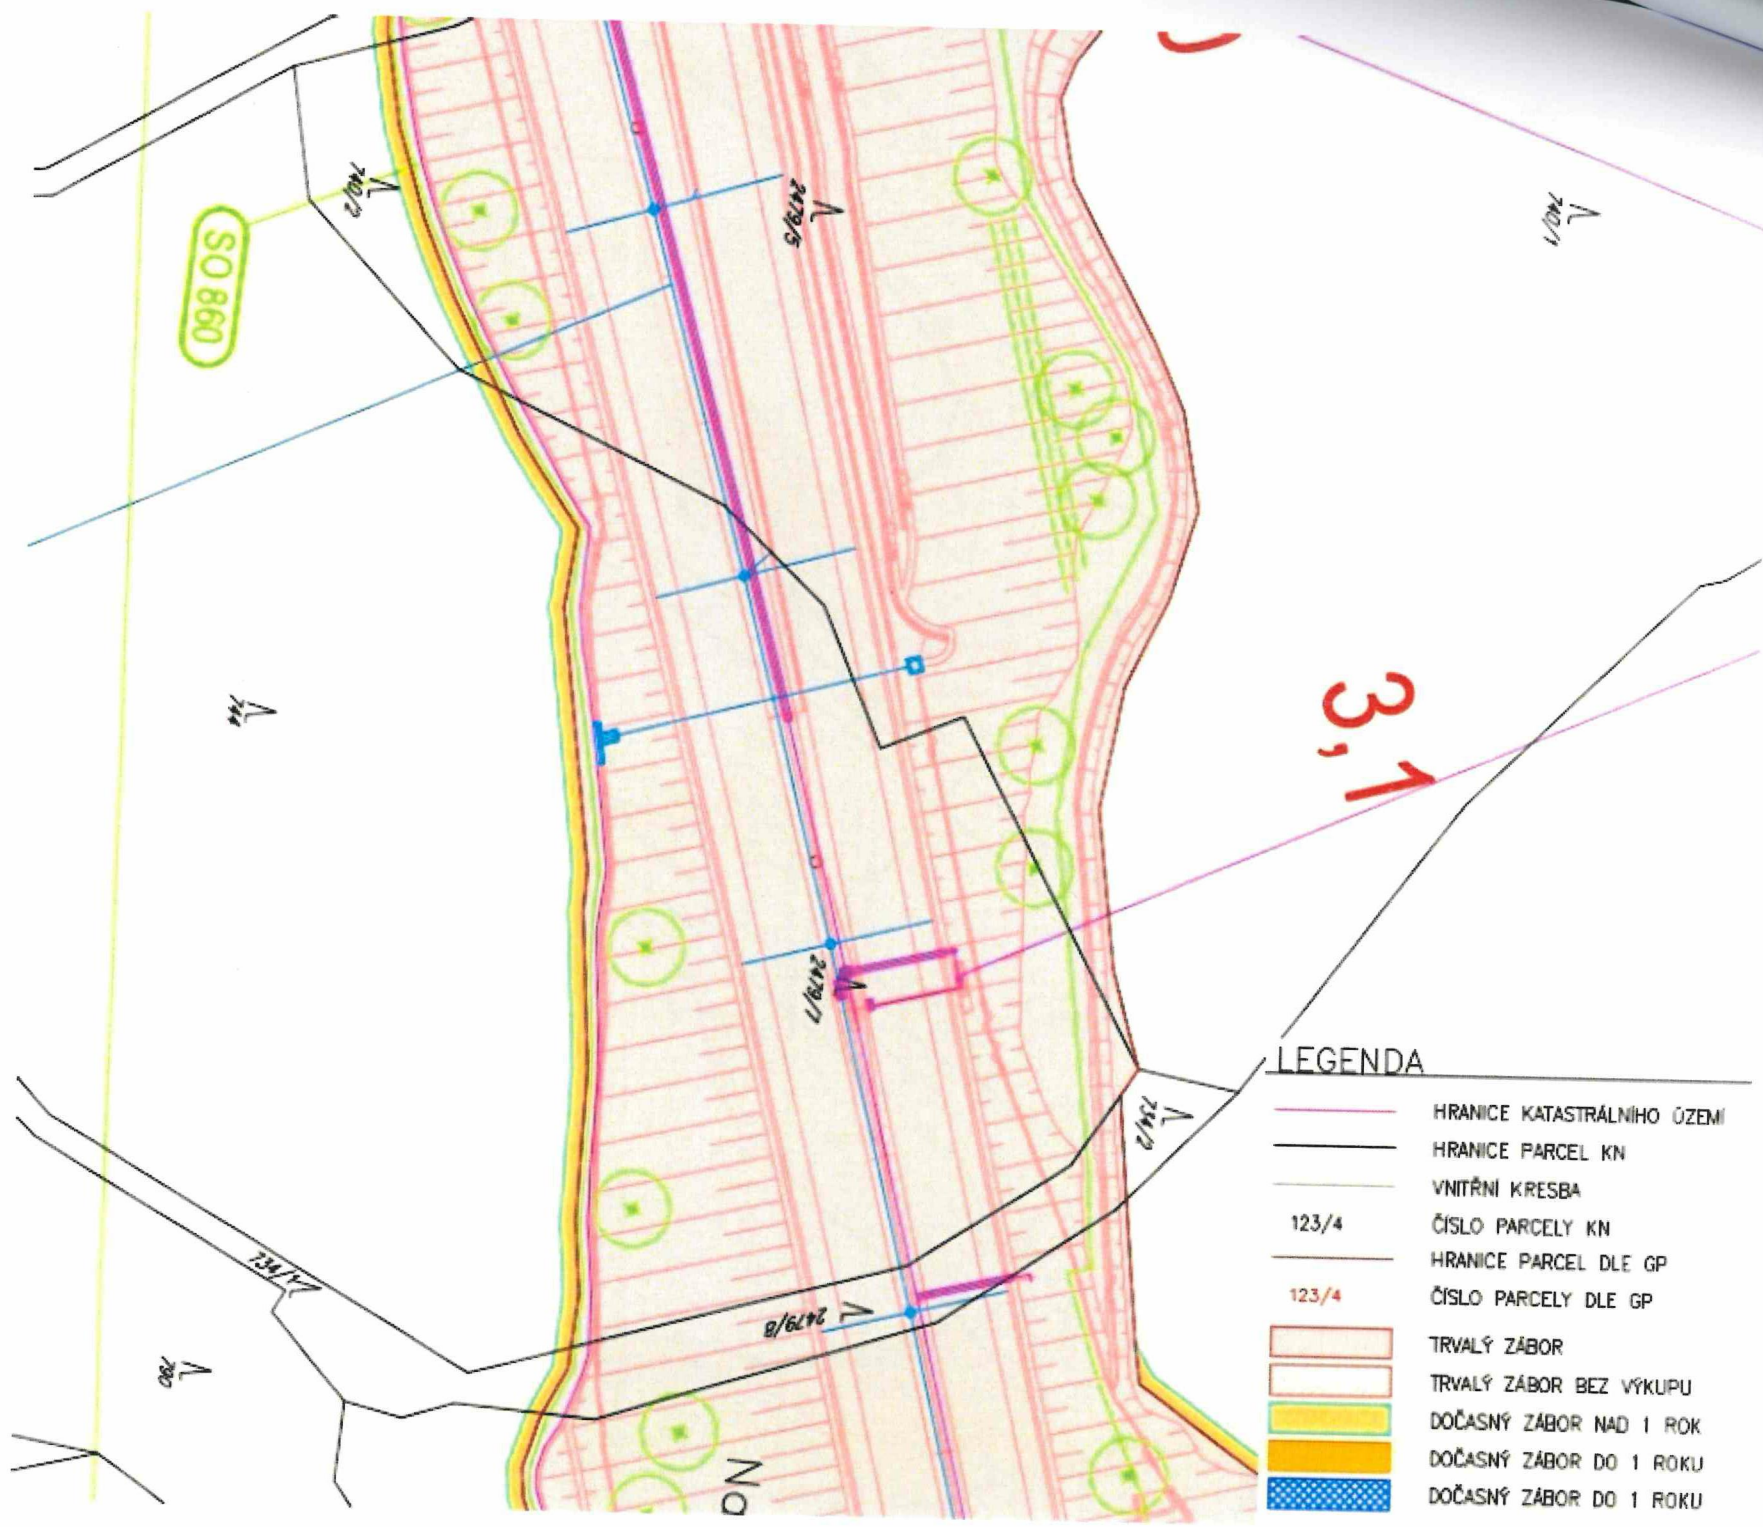 740/2
2479/5
740/1
SO 860
744
3,1
2479/1
734/2
734/1
2479/8
790
LEGENDA
HRANICE KATASTRÁLNÍHO ÚZEMÍ
HRANICE PARCEL KN
VNITŘNÍ KRESBA
123/4 ČÍSLO PARCELY KN
HRANICE PARCEL DLE GP
123/4 ČÍSLO PARCELY DLE GP
TRVALÝ ZÁBOR
TRVALÝ ZÁBOR BEZ VÝKUPU
DOČASNÝ ZÁBOR NAD 1 ROK
DOČASNÝ ZÁBOR DO 1 ROKU
DOČASNÝ ZÁBOR DO 1 ROKU